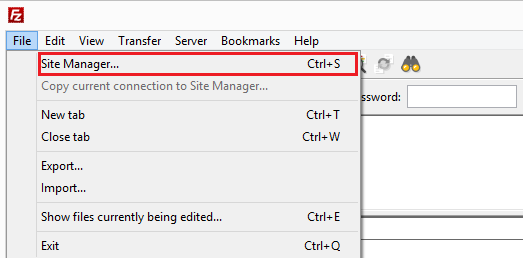 Fz
File Edit View Transfer Server Bookmarks Help
Site Manager... Ctrl+S
Copy current connection to Site Manager...
ssword:
New tab Ctrl+T
Close tab Ctrl+W
Export...
Import...
Show files currently being edited... Ctrl+E
Exit Ctrl+Q